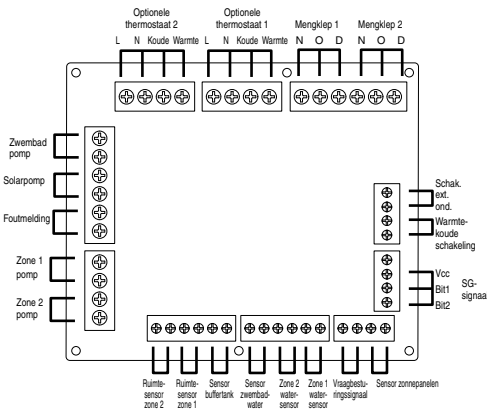 Optionele
thermostaat 2
Optionele
thermostaat 1
Mengklep 1
Mengklep 2
L N Koude Warmte
L N Koude Warmte
N O D
N O D
Zwembad
pomp
Solarpomp
Foutmelding
Zone 1
pomp
Zone 2
pomp
Schak.
ext.
ond.
Warmte-
koude
schakeling
Vcc
Bit1
Bit2
SG-
signaa
Ruimte-
sensor
zone 2
Ruimte-
sensor
zone 1
Sensor
buffertank
Sensor
zwembad-
water
Zone 2
water-
sensor
Zone 1
water-
sensor
Vraagbestu-
ringssignaal
Sensor zonnepanelen